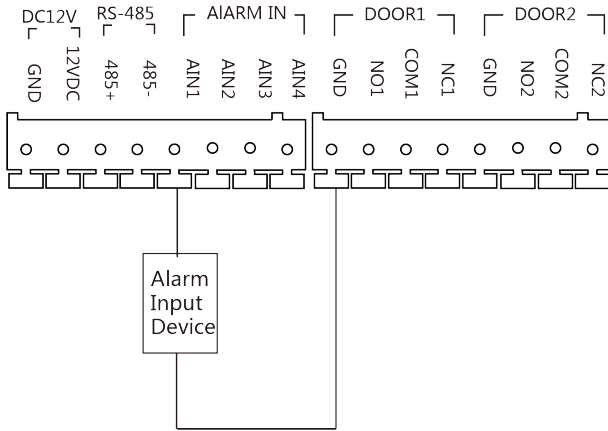 DC12V RS-485 AlARM IN DOOR1 DOOR2
GND 12VDC 485+ 485- AIN1 AIN2 AIN3 AIN4 GND NO1 COM1 NC1 GND NO2 COM2 NC2
Alarm
Input
Device